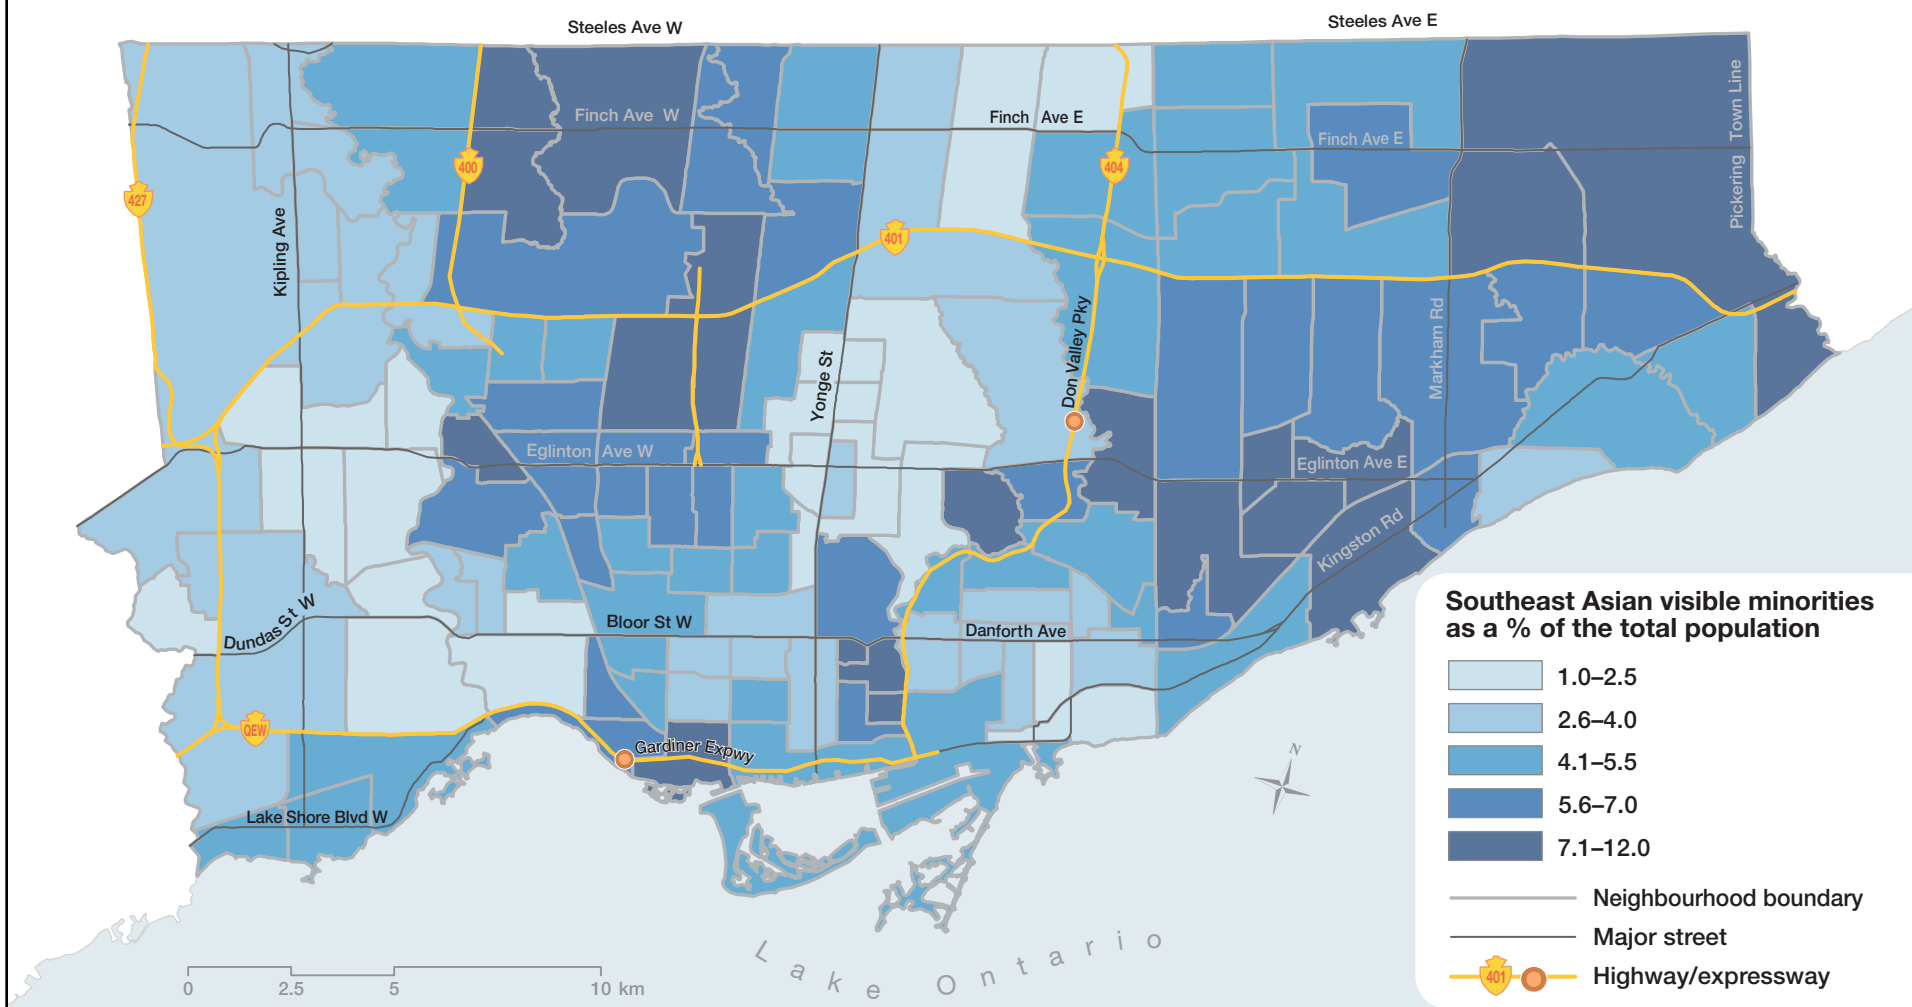 Steeles Ave W
Steeles Ave E
Finch Ave W
Finch Ave E
Finch Ave E
Pickering Town Line
400
404
427
401
Kipling Ave
Don Valley Pky
Markham Rd
Yonge St
Eglinton Ave W
Eglinton Ave E
Kingston Rd
Dundas St W
Bloor St W
Danforth Ave
QEW
Gardiner Expwy
Lake Shore Blvd W
N
Lake Ontario
0 2.5 5 10 km
Southeast Asian visible minorities
as a % of the total population
1.0–2.5
2.6–4.0
4.1–5.5
5.6–7.0
7.1–12.0
Neighbourhood boundary
Major street
401 Highway/expressway